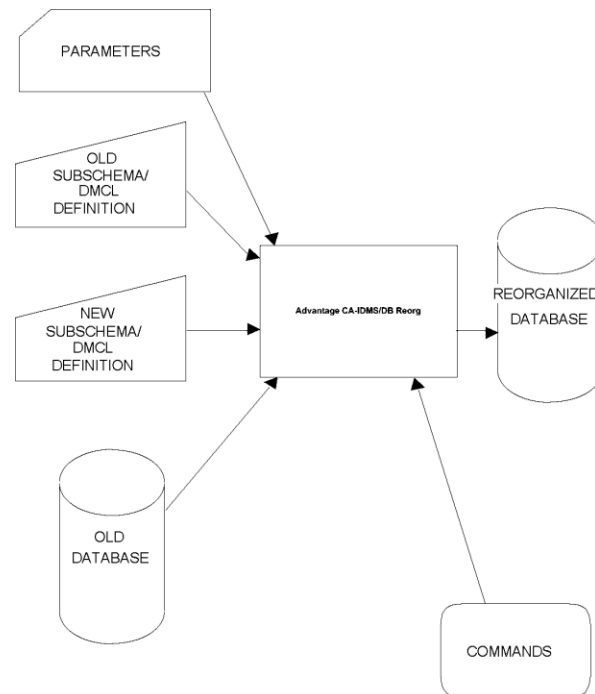 PARAMETERS
OLD
SUBSCHEMA/
DMCL
DEFINITION
NEW
SUBSCHEMA/
DMCL
DEFINITION
Advantage CA-IDMS/DB Reorg
REORGANIZED
DATABASE
OLD
DATABASE
COMMANDS